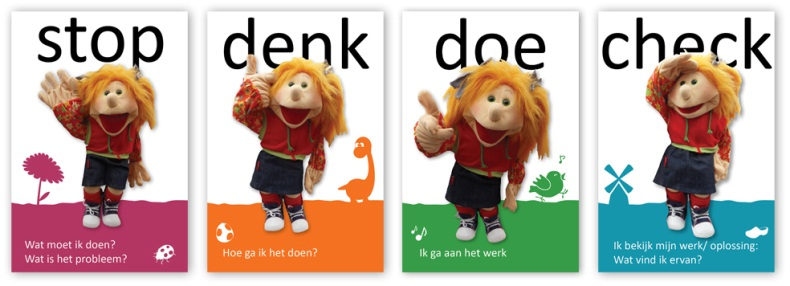 stop
Wat moet ik doen?
Wat is het probleem?
denk
Hoe ga ik het doen?
doe
Ik ga aan het werk
check
Ik bekijk mijn werk/ oplossing:
Wat vind ik ervan?